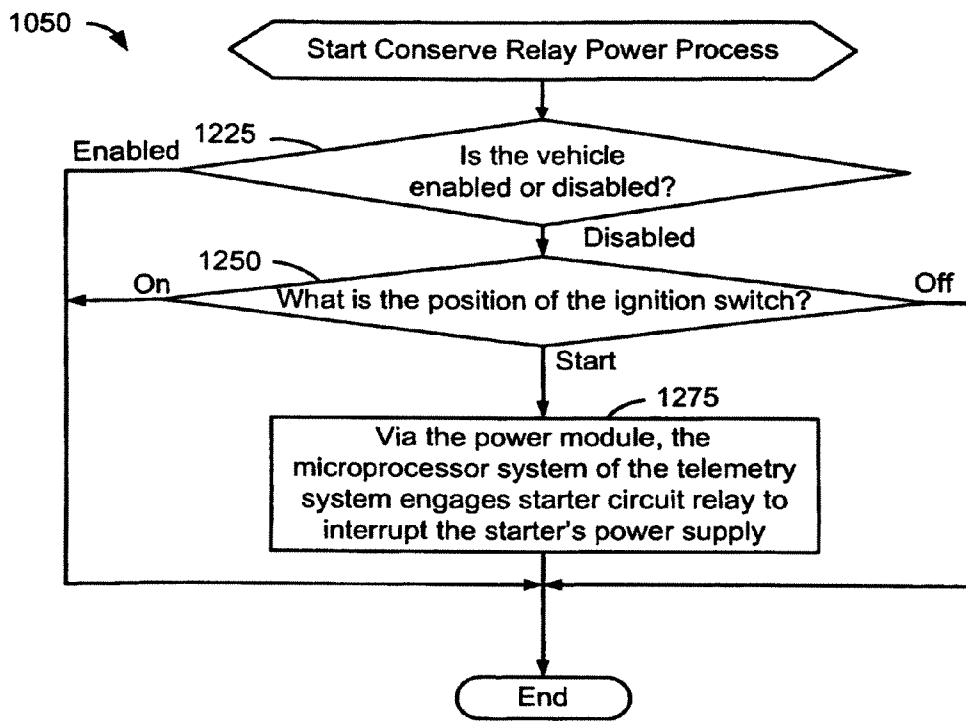 1050
Start Conserve Relay Power Process
1225
Enabled
Is the vehicle
enabled or disabled?
Disabled
1250
On
What is the position of the ignition switch?
Off
Start
1275
Via the power module, the
microprocessor system of the telemetry
system engages starter circuit relay to
interrupt the starter's power supply
End